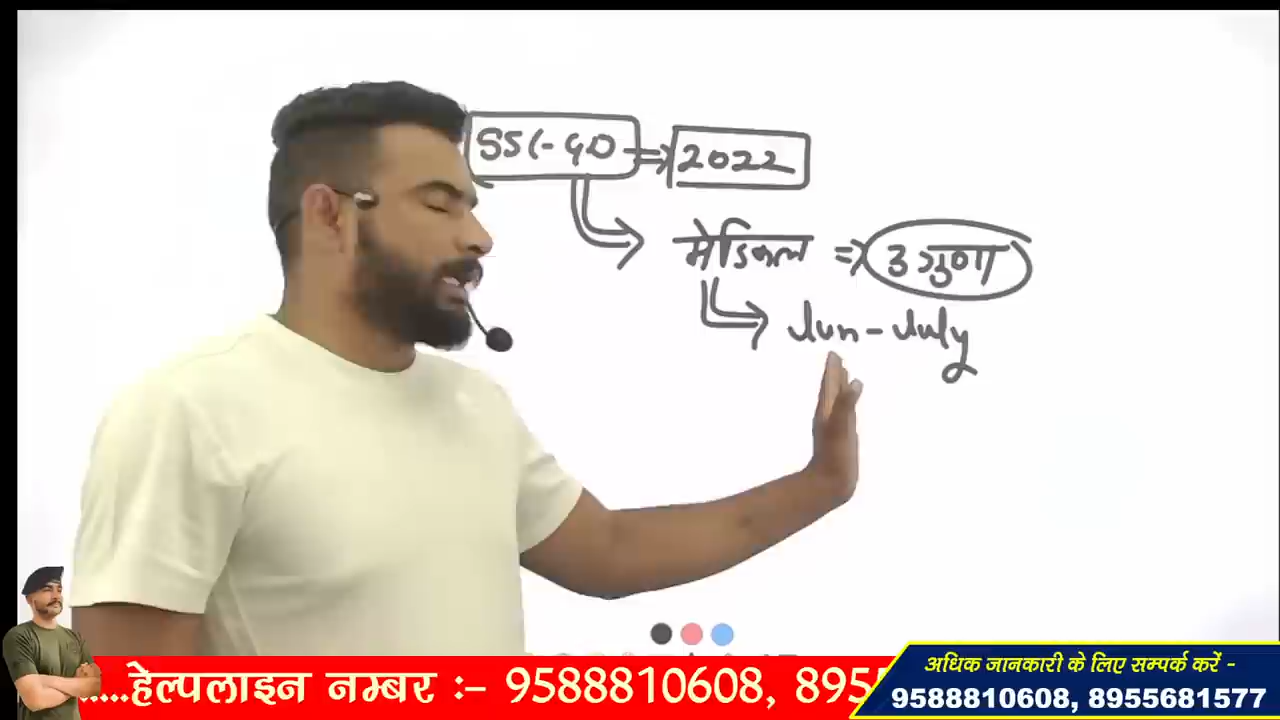 SSC-GD => 2022
मेडिकल => 3 गुणा
Jun-July
.....हेल्पलाइन नम्बर ः- 9588810608, 895
अधिक जानकारी के लिए सम्पर्क करें -
9588810608, 8955681577